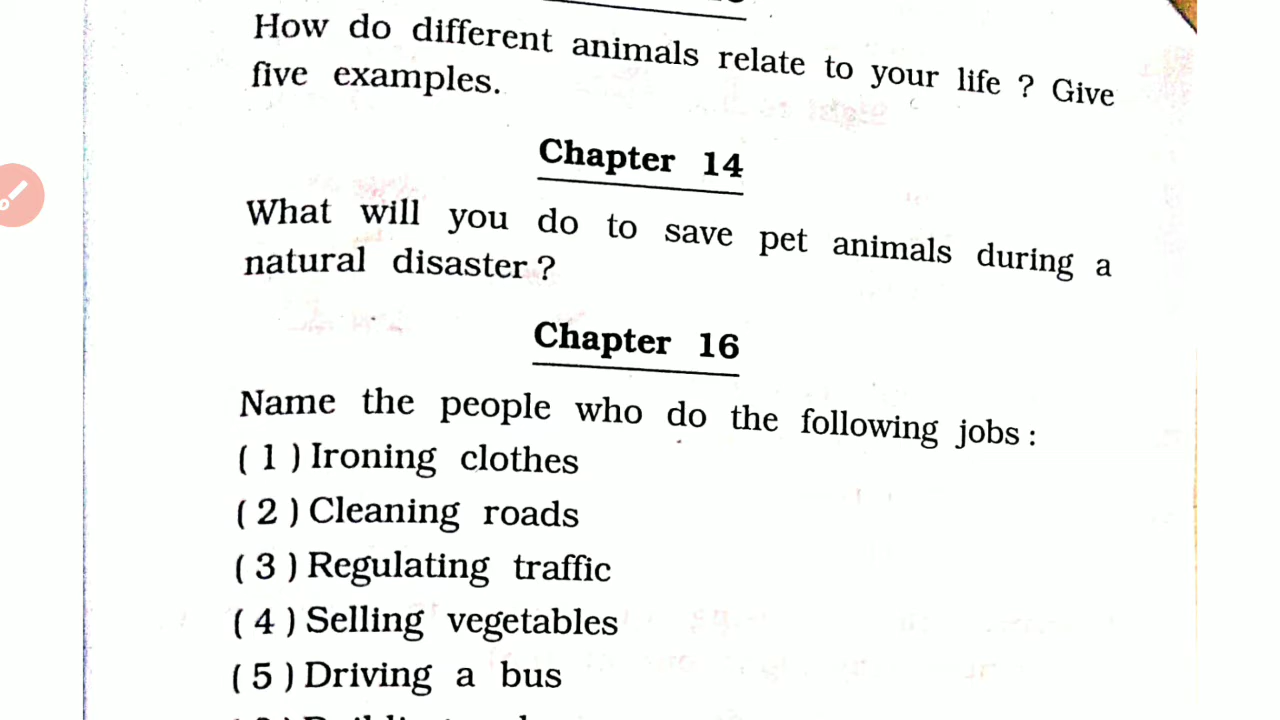 How do different animals relate to your life ? Give
five examples.
Chapter 14
What will you do to save pet animals during a
natural disaster ?
Chapter 16
Name the people who do the following jobs :
( 1 ) Ironing clothes
( 2 ) Cleaning roads
( 3 ) Regulating traffic
( 4 ) Selling vegetables
( 5 ) Driving a bus